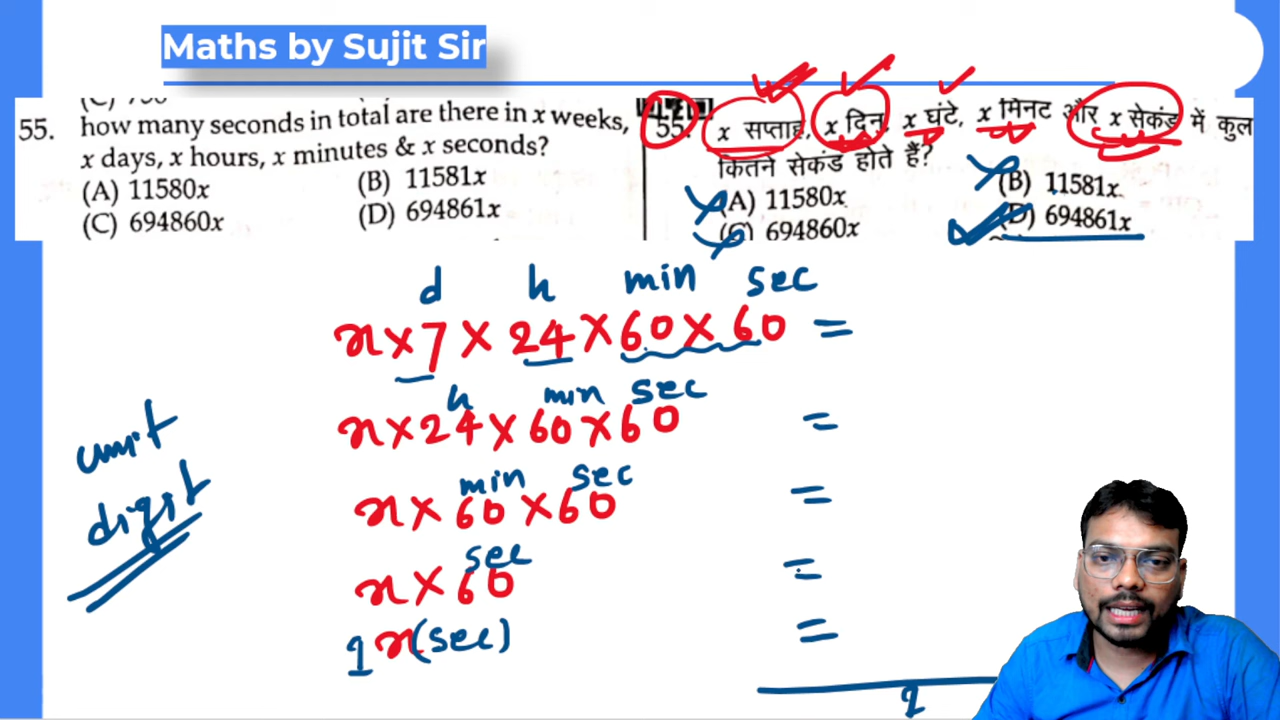 Maths by Sujit Sir
55. how many seconds in total are there in x weeks,
x days, x hours, x minutes & x seconds?
(A) 11580x (B) 11581x
(C) 694860x (D) 694861x
55. x सप्ताह, x दिन, x घंटे, x मिनट और x सेकंड में कुल
कितने सेकंड होते हैं?
(A) 11580x (B) 11581x
(C) 694860x (D) 694861x
d h min sec
x × 7 × 24 × 60 × 60 =
h min sec
x × 24 × 60 × 60 =
min sec
x × 60 × 60 =
sec
x × 60 =
1x (sec) =
1
unit
digit